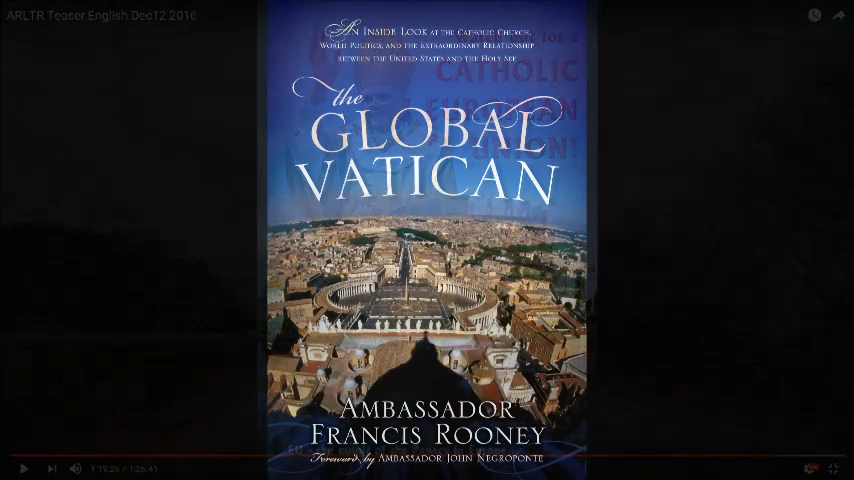 ARLTR Teaser English Dec12 2016
AN INSIDE LOOK AT THE CATHOLIC CHURCH,
WORLD POLITICS, AND THE EXTRAORDINARY RELATIONSHIP
BETWEEN THE UNITED STATES AND THE HOLY SEE
CATHOLIC
EUROPEAN
UNION!
the
GLOBAL
VATICAN
AMBASSADOR
FRANCIS ROONEY
Foreword by AMBASSADOR JOHN NEGROPONTE
1:19:26 / 1:26:41